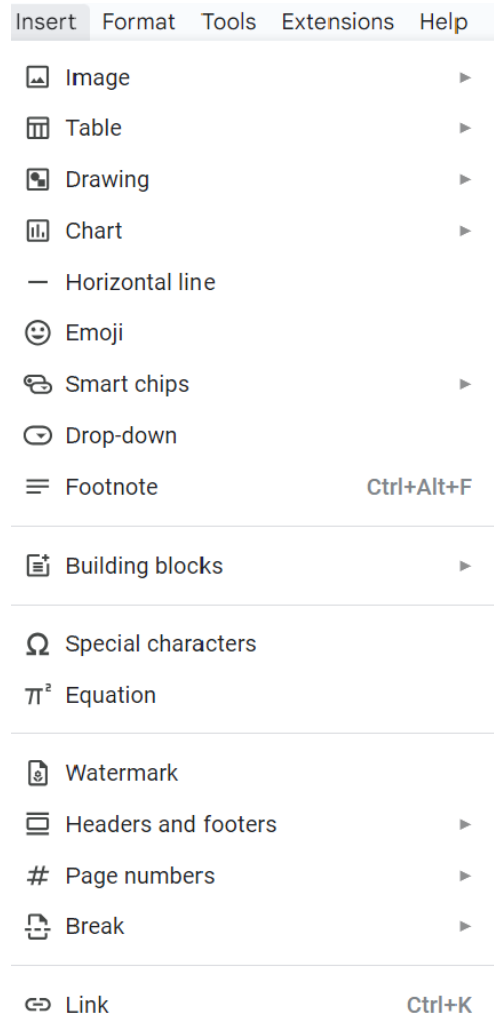 Insert Format Tools Extensions Help
Image
Table
Drawing
Chart
Horizontal line
Emoji
Smart chips
Drop-down
Footnote Ctrl+Alt+F
Building blocks
Special characters
Equation
Watermark
Headers and footers
Page numbers
Break
Link Ctrl+K